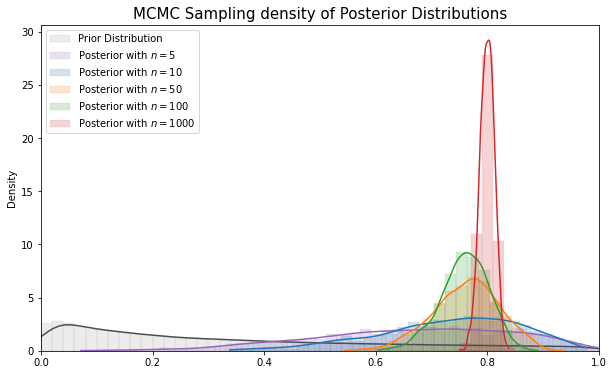 MCMC Sampling density of Posterior Distributions
Prior Distribution
Posterior with n = 5
Posterior with n = 10
Posterior with n = 50
Posterior with n = 100
Posterior with n = 1000
Density
30
25
20
15
10
5
0
0.0 0.2 0.4 0.6 0.8 1.0